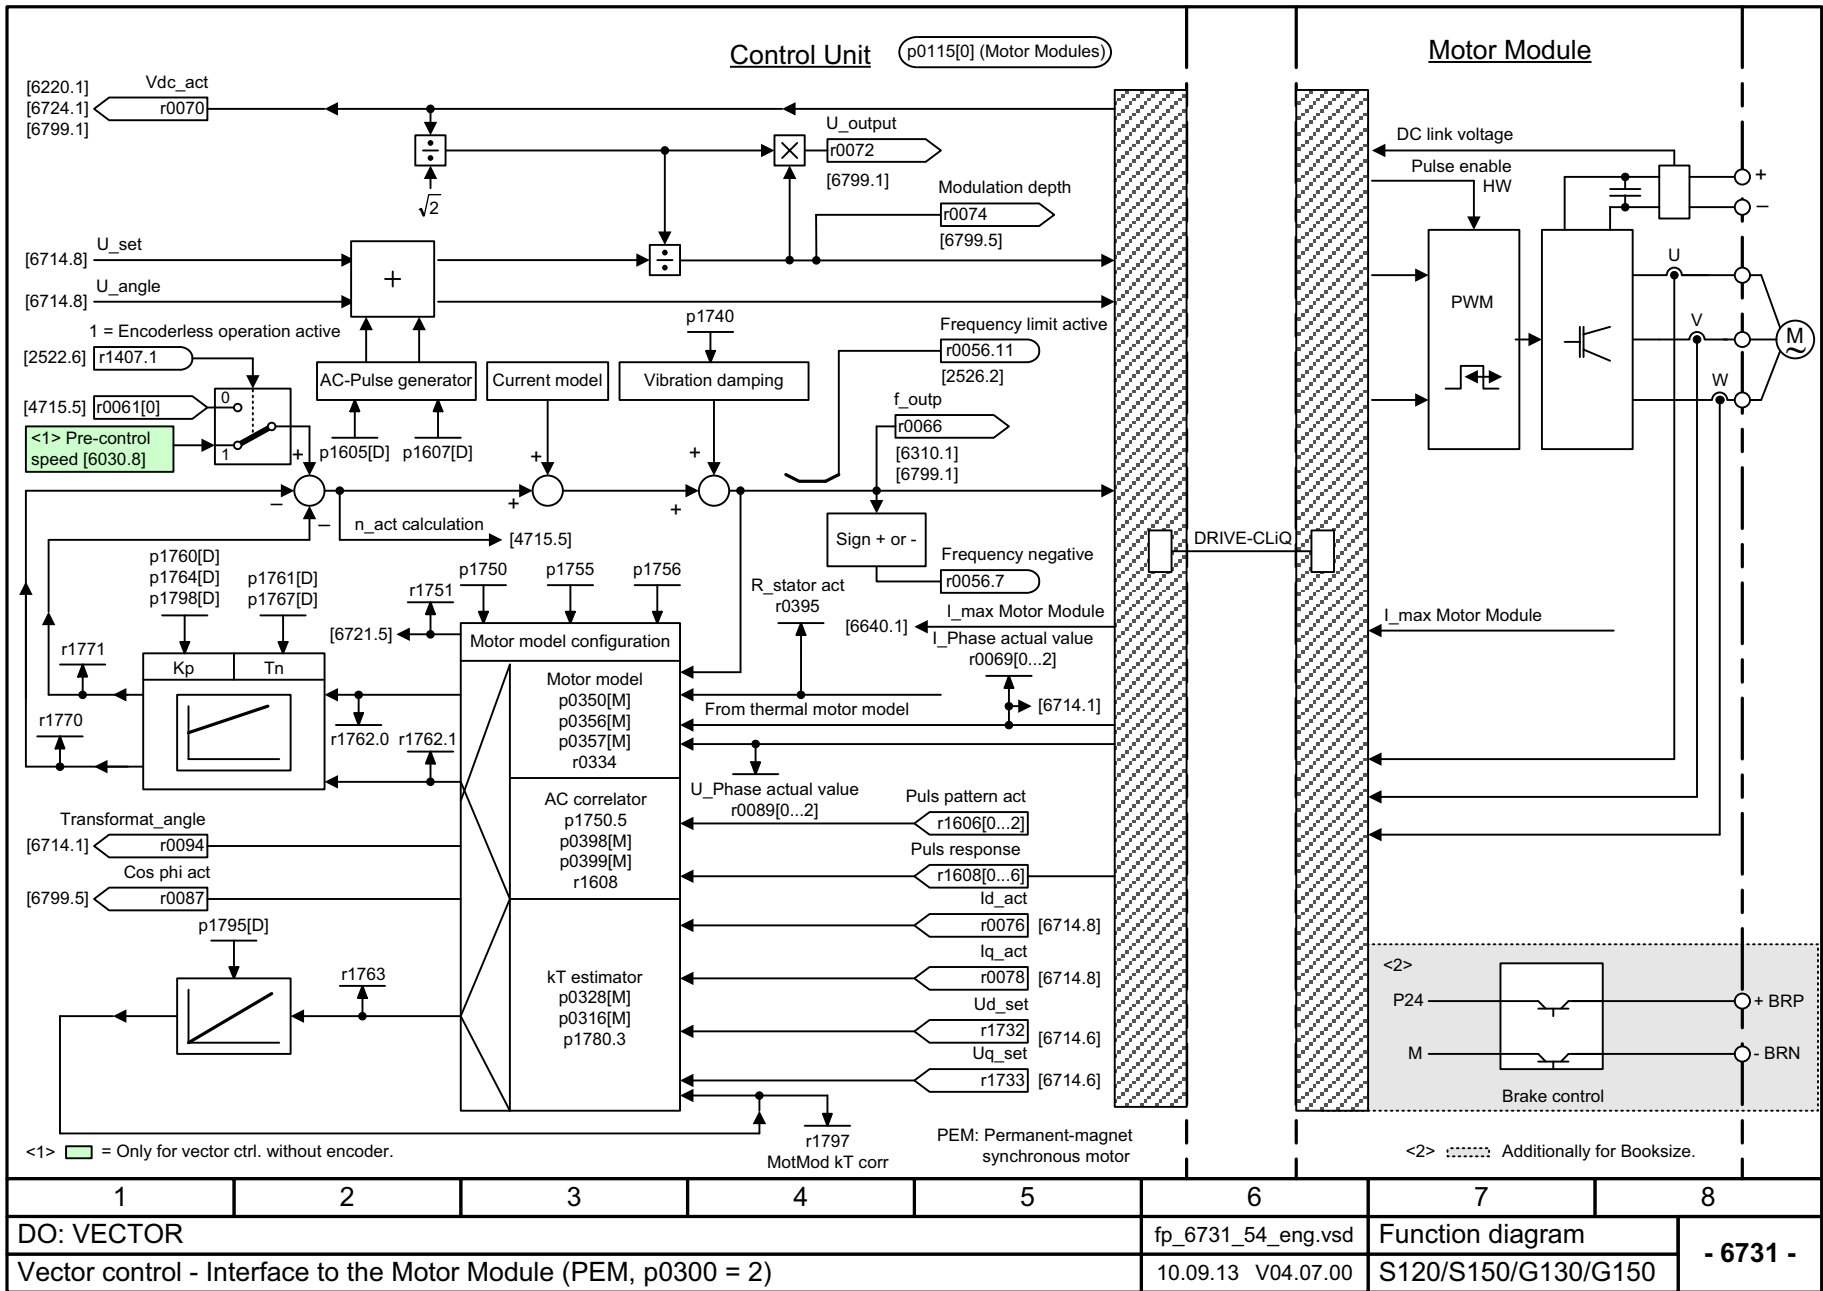 Control Unit
p0115[0] (Motor Modules)
Motor Module
[6220.1]
[6724.1]
[6799.1]
Vdc_act
r0070
÷
√2
×
U_output
r0072
[6799.1]
Modulation depth
r0074
[6799.5]
DC link voltage
Pulse enable
HW
+
–
[6714.8]
U_set
[6714.8]
U_angle
+
÷
PWM
U
V
W
M
~
1 = Encoderless operation active
[2522.6]
r1407.1
[4715.5]
r0061[0]
0
1
<1> Pre-control
speed [6030.8]
AC-Pulse generator
p1605[D]
p1607[D]
Current model
p1740
Vibration damping
Frequency limit active
r0056.11
[2526.2]
f_outp
r0066
[6310.1]
[6799.1]
+
–
–
+
+
+
+
n_act calculation
[4715.5]
Sign + or -
Frequency negative
r0056.7
DRIVE-CLiQ
p1760[D]
p1764[D]
p1798[D]
p1761[D]
p1767[D]
r1751
[6721.5]
p1750
p1755
p1756
R_stator act
r0395
[6640.1]
I_max Motor Module
I_Phase actual value
r0069[0...2]
[6714.1]
I_max Motor Module
r1771
r1770
Kp
Tn
r1762.0
r1762.1
Motor model configuration
Motor model
p0350[M]
p0356[M]
p0357[M]
r0334
From thermal motor model
U_Phase actual value
r0089[0...2]
AC correlator
p1750.5
p0398[M]
p0399[M]
r1608
Puls pattern act
r1606[0...2]
Puls response
r1608[0...6]
Transformat_angle
[6714.1]
r0094
Cos phi act
[6799.5]
r0087
p1795[D]
r1763
kT estimator
p0328[M]
p0316[M]
p1780.3
Id_act
r0076
[6714.8]
Iq_act
r0078
[6714.8]
Ud_set
r1732
[6714.6]
Uq_set
r1733
[6714.6]
r1797
MotMod kT corr
<2>
P24
M
+ BRP
- BRN
Brake control
<1> = Only for vector ctrl. without encoder.
PEM: Permanent-magnet
synchronous motor
<2> Additionally for Booksize.
1 2 3 4 5 6 7 8
DO: VECTOR
fp_6731_54_eng.vsd
Function diagram
- 6731 -
Vector control - Interface to the Motor Module (PEM, p0300 = 2)
10.09.13 V04.07.00
S120/S150/G130/G150